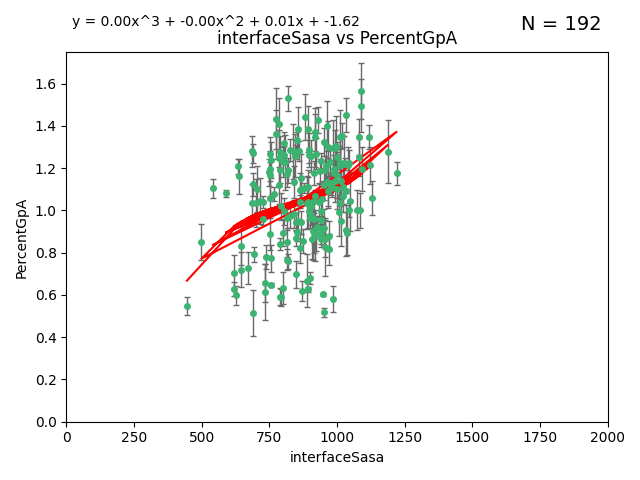 y = 0.00x^3 + -0.00x^2 + 0.01x + -1.62
N = 192
interfaceSasa vs PercentGpA
1.6
1.4
1.2
1.0
0.8
0.6
0.4
0.2
0.0
PercentGpA
0 250 500 750 1000 1250 1500 1750 2000
interfaceSasa